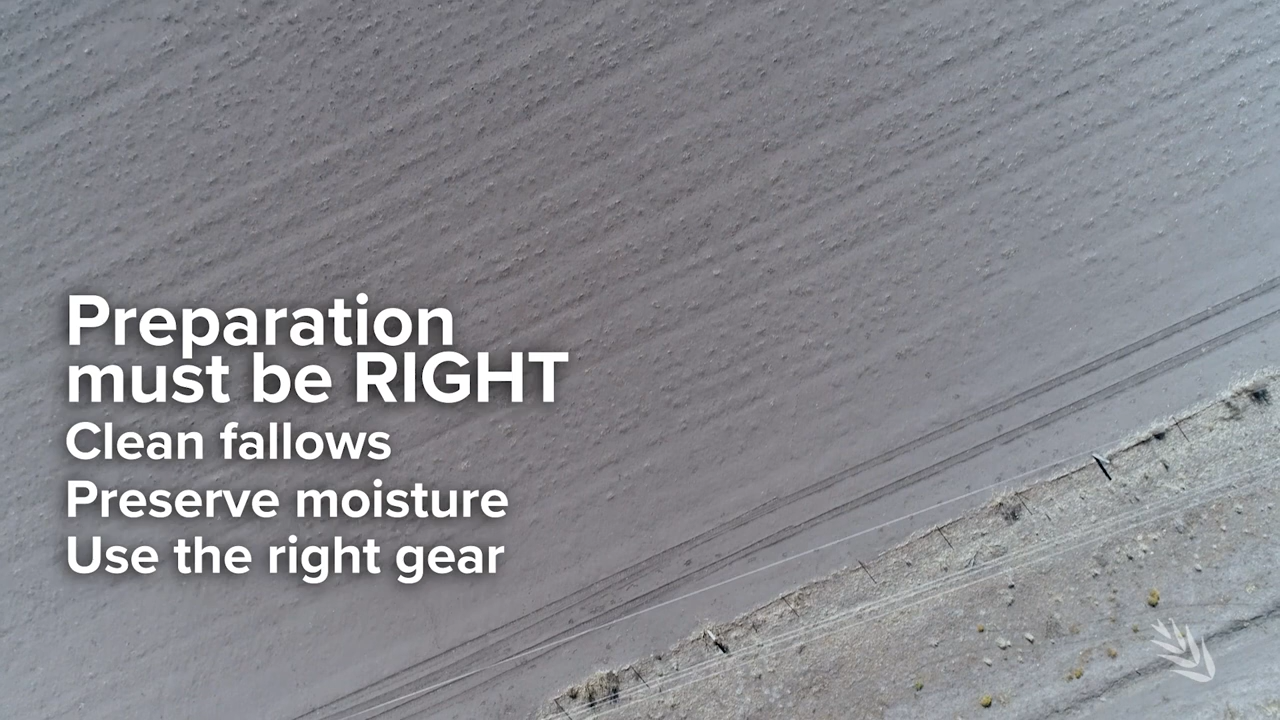 Preparation
must be RIGHT
Clean fallows
Preserve moisture
Use the right gear